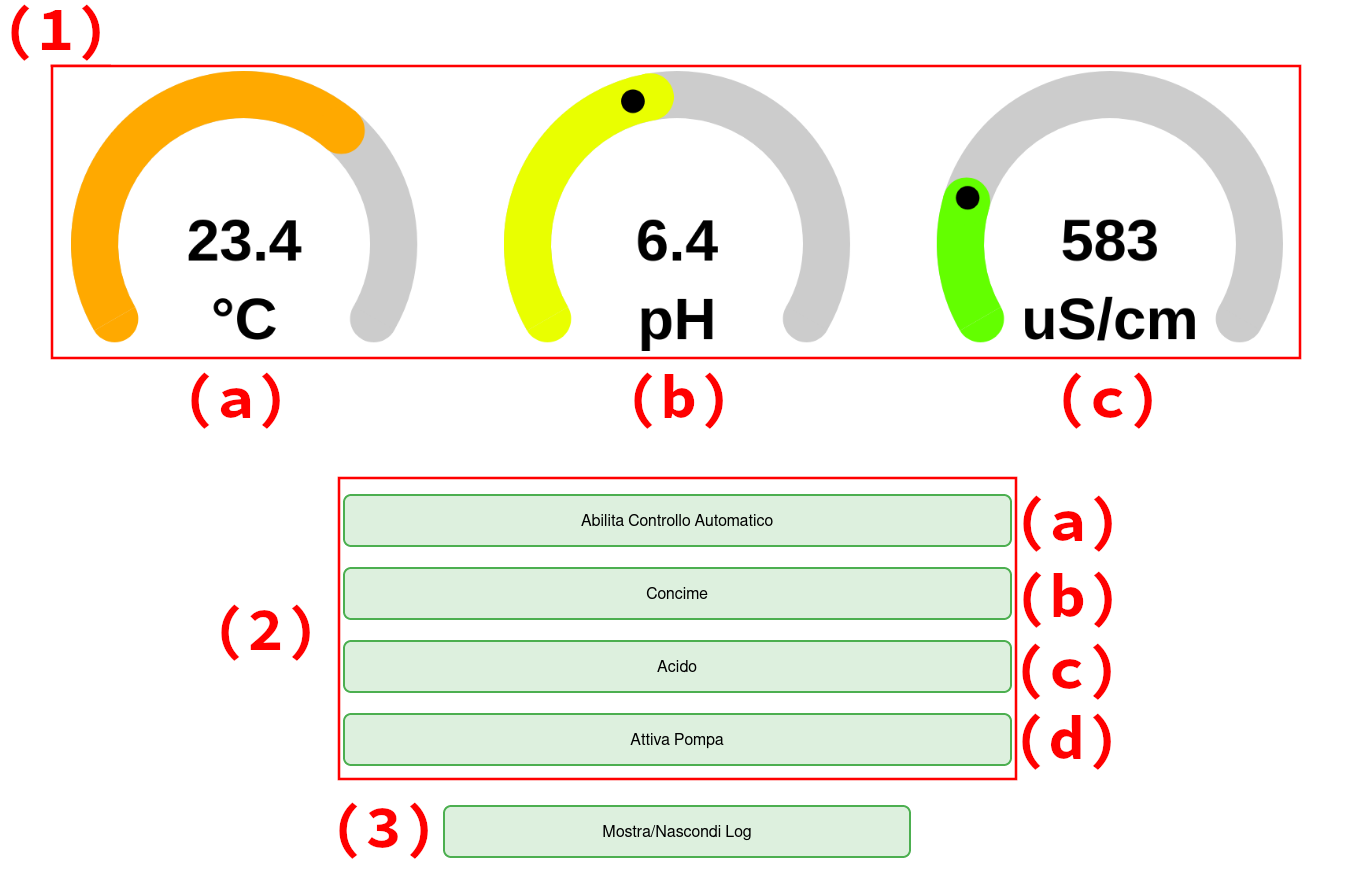 (1)
23.4
°C
6.4
pH
583
uS/cm
(a)
(b)
(c)
(2)
Abilita Controllo Automatico
(a)
Concime
(b)
Acido
(c)
Attiva Pompa
(d)
(3)
Mostra/Nascondi Log